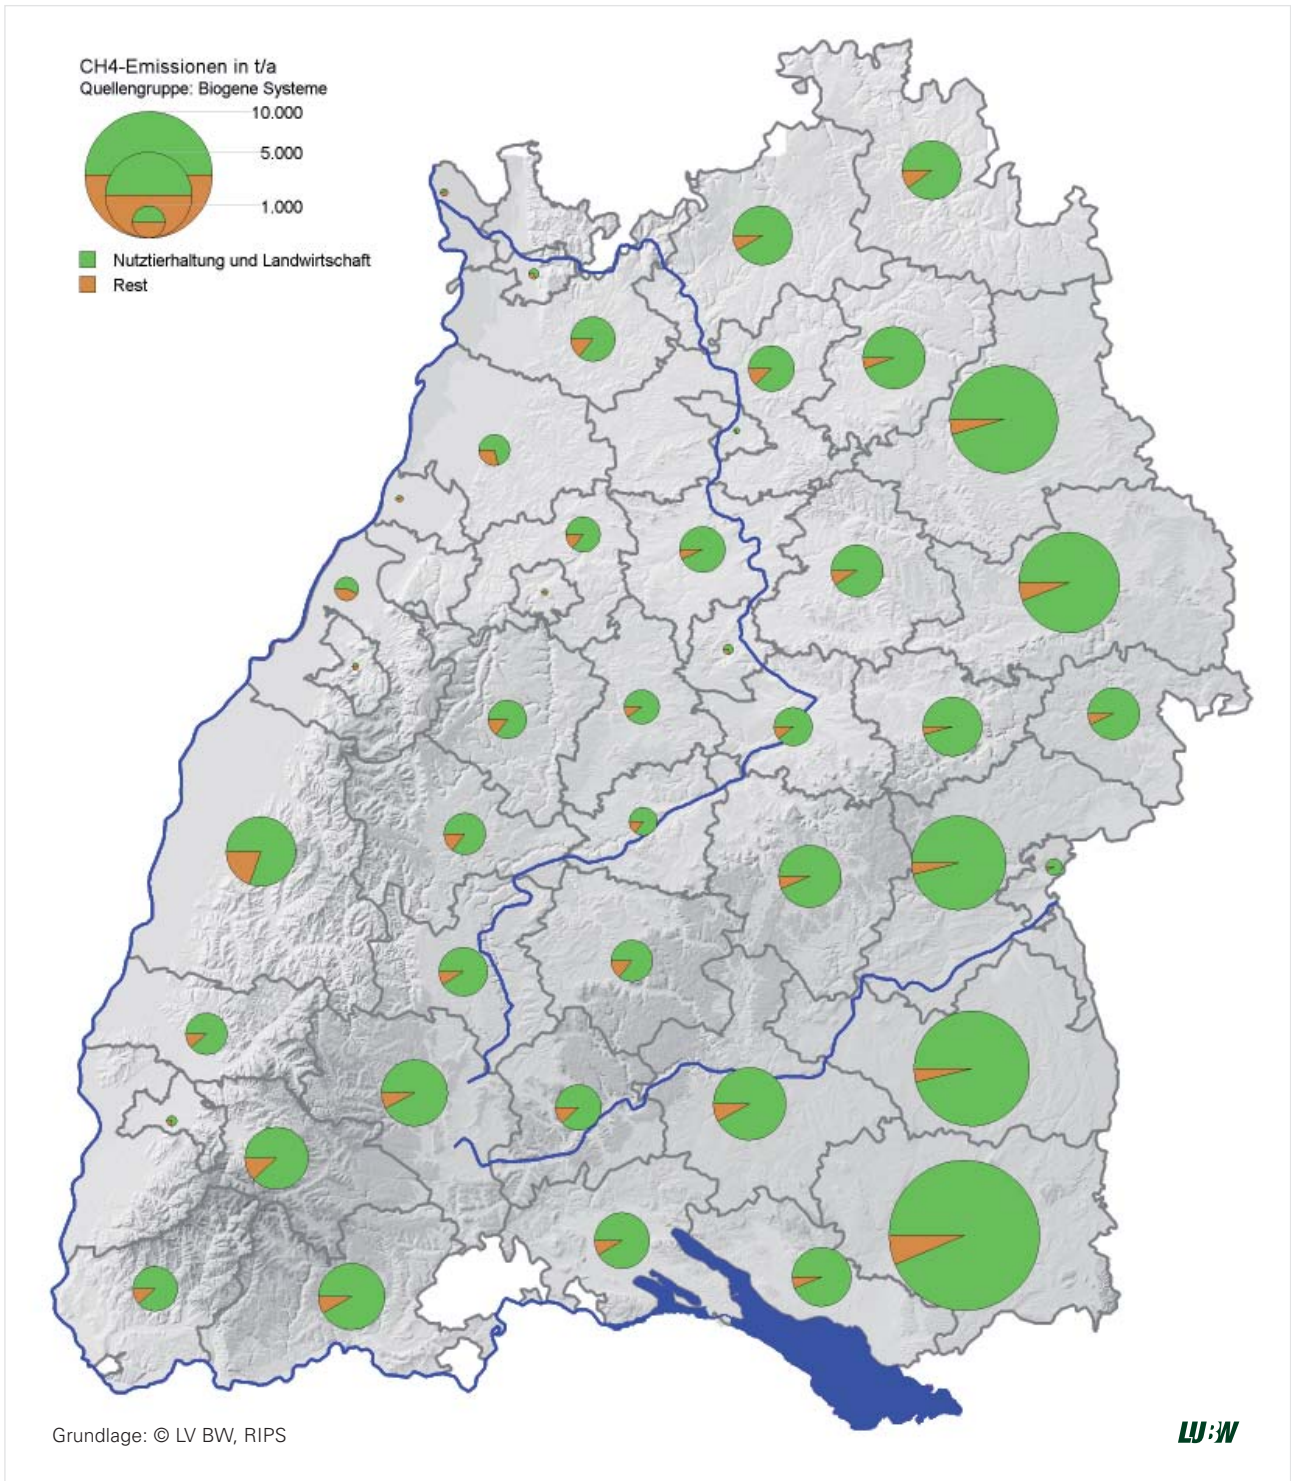 CH4-Emissionen in t/a
Quellengruppe: Biogene Systeme
10.000
5.000
1.000
Nutztierhaltung und Landwirtschaft
Rest
Grundlage: © LV BW, RIPS
LUBW